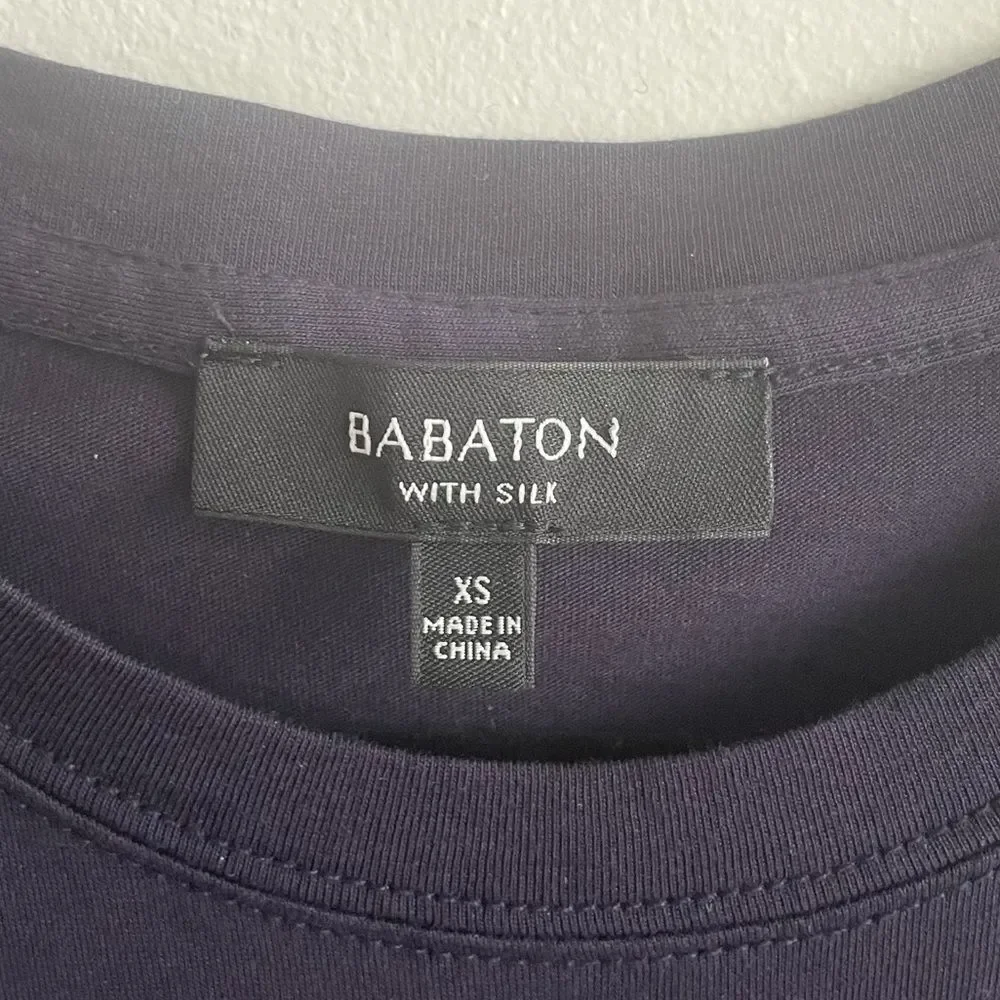 BABATON
WITH SILK
XS
MADE IN
CHINA